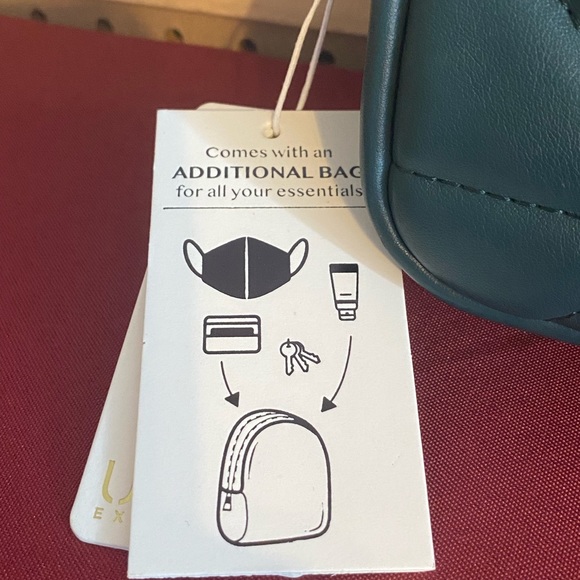 Comes with an
ADDITIONAL BAG
for all your essentials